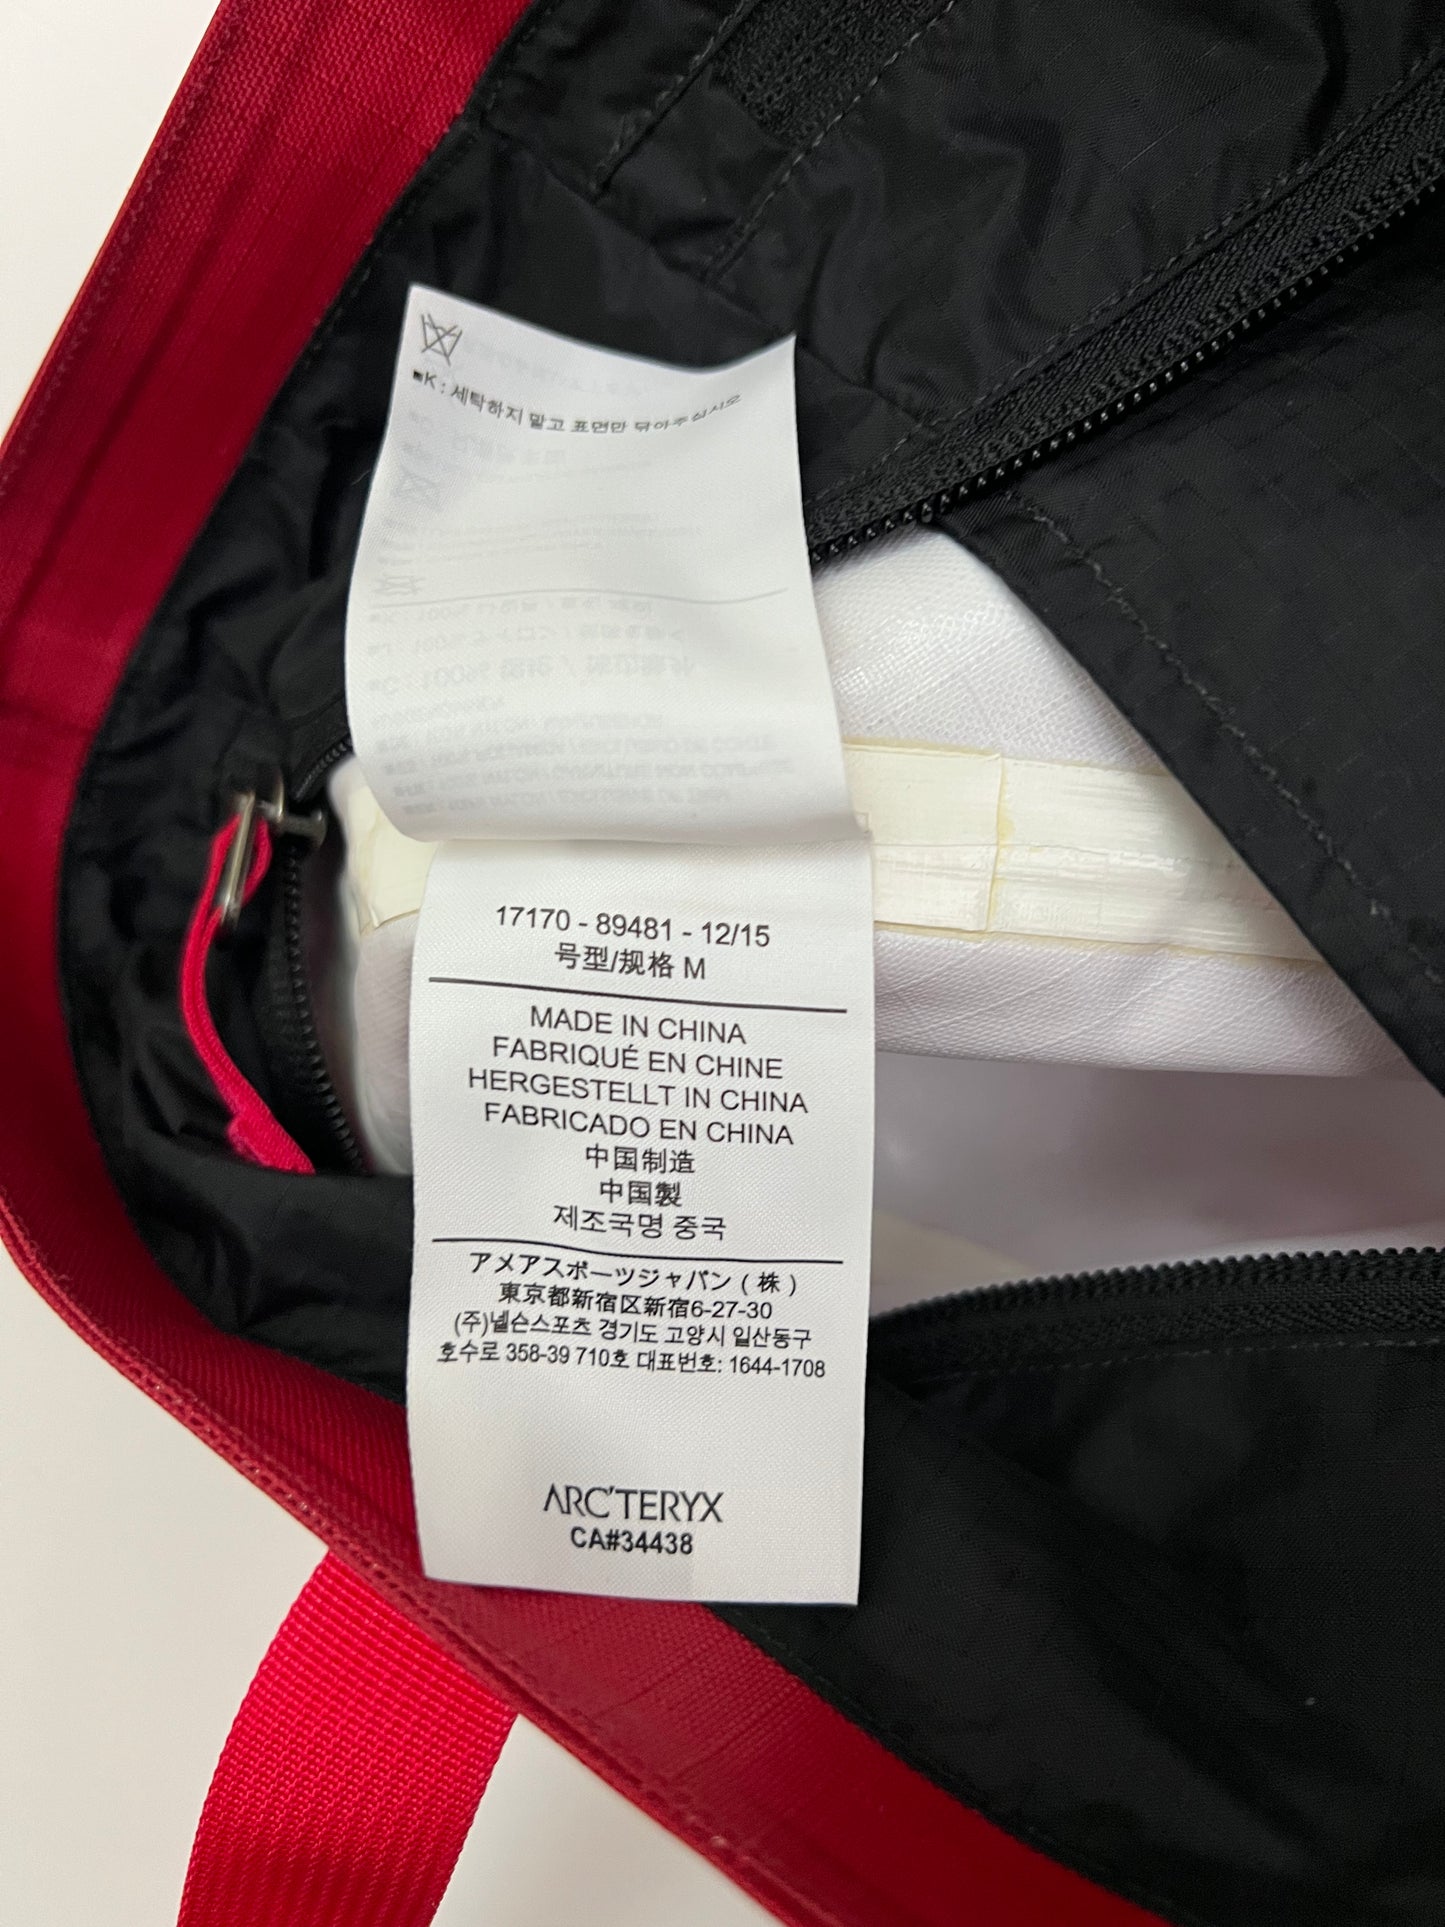 ■K : 세탁하지 말고 표면만 닦아주십시오
17170 - 89481 - 12/15
号型/规格 M
MADE IN CHINA
FABRIQUÉ EN CHINE
HERGESTELLT IN CHINA
FABRICADO EN CHINA
中国制造
中国製
제조국명 중국
アメアスポーツジャパン ( 株 )
東京都新宿区新宿6-27-30
(주)넬슨스포츠 경기도 고양시 일산동구
호수로 358-39 710호 대표번호: 1644-1708
ARC'TERYX
CA#34438